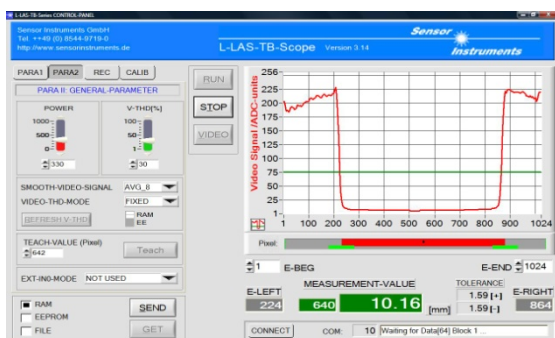 L-LAS-TB-Series CONTROL-PANEL
Sensor Instruments GmbH
Tel. ++49 (0) 8544-9719-0
http://www.sensorinstruments.de
L-LAS-TB-Scope Version 3.14
Sensor
Instruments
PARA1 PARA2 REC CALIB
PARA II: GENERAL-PARAMETER
POWER V-THD[%]
1000 100
500 50
0 1
330 30
SMOOTH-VIDEO-SIGNAL AVG_8
VIDEO-THD-MODE FIXED
REFRESH V-THD RAM
EE
TEACH-VALUE (Pixel)
642 Teach
EXT-IN0-MODE NOT USED
RAM
EEPROM
FILE
SEND
GET
RUN
STOP
VIDEO
Video Signal /ADC-units
256
225
200
175
150
125
100
75
50
25
1
1 100 200 300 400 500 600 700 800 900 1024
Pixel:
1 E-BEG E-END 1024
E-LEFT MEASUREMENT-VALUE TOLERANCE E-RIGHT
224 640 10.16 [mm] 1.59 [+] 864
1.59 [-]
CONNECT COM: 10 Waiting for Data[64] Block 1 ...